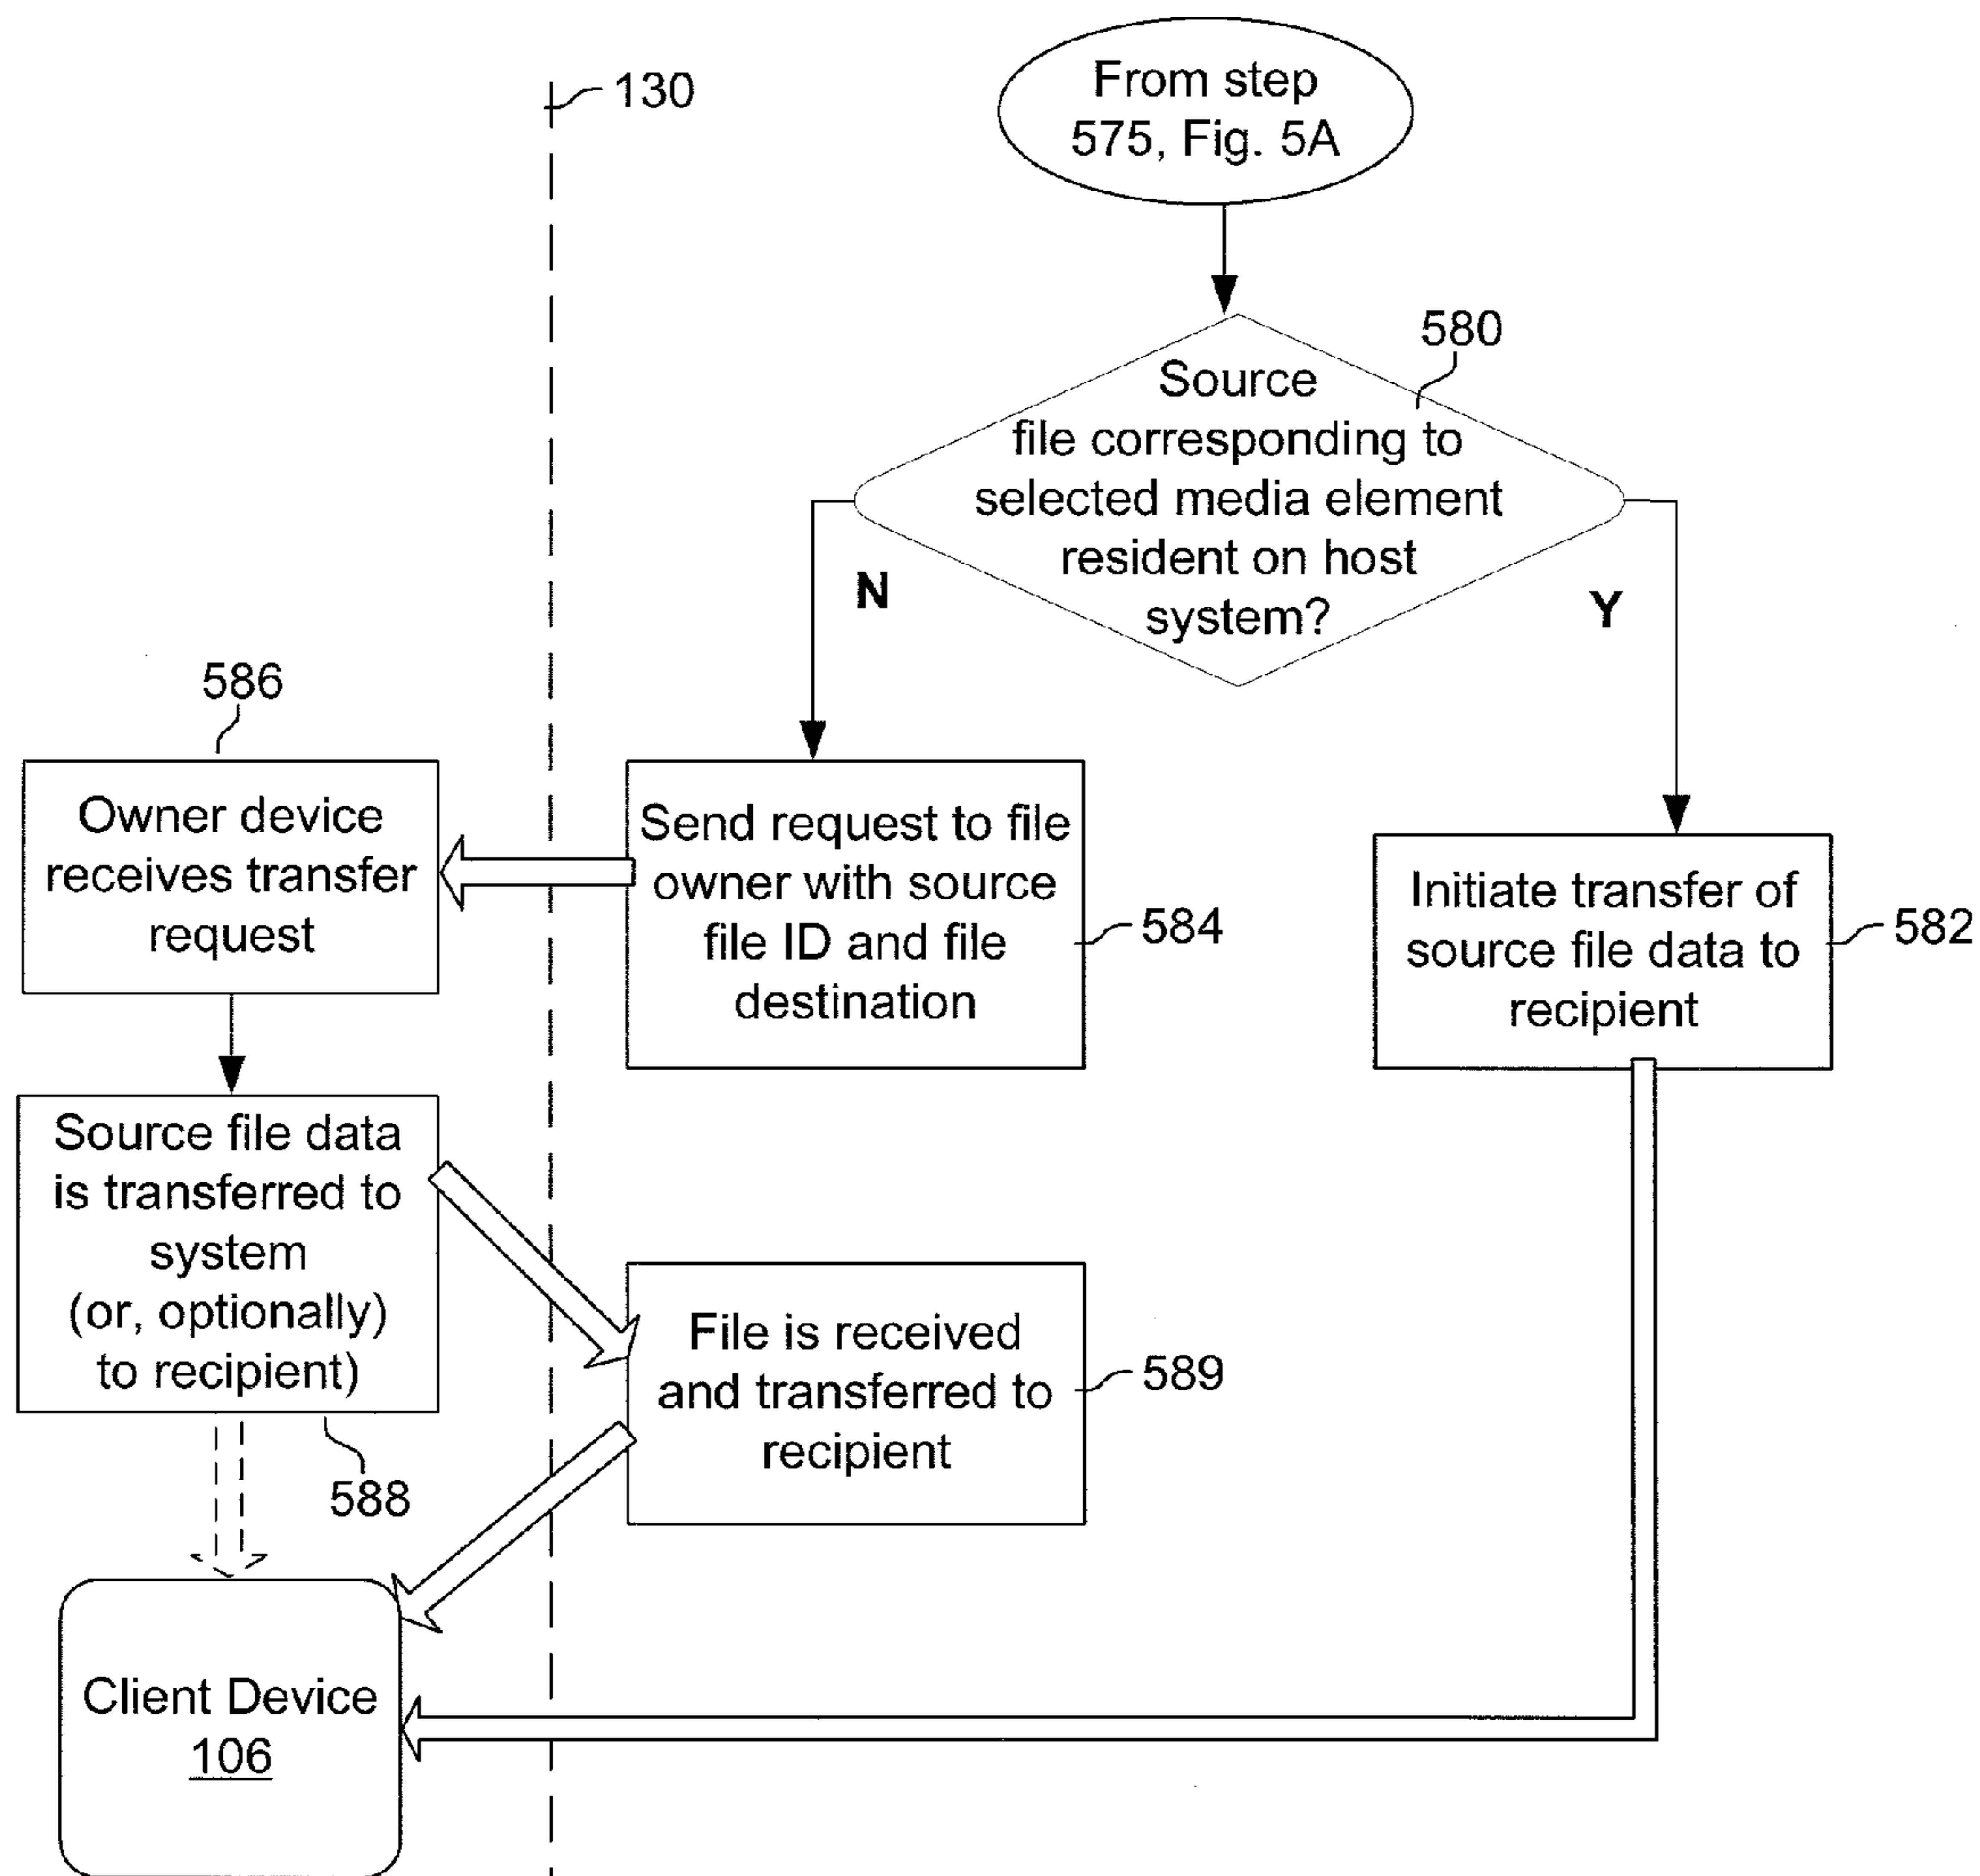 130
From step
575, Fig. 5A
580
Source
file corresponding to
selected media element
resident on host
system?
N
Y
586
Owner device
receives transfer
request
Send request to file
owner with source
file ID and file
destination
584
Initiate transfer of
source file data to
recipient
582
Source file data
is transferred to
system
(or, optionally)
to recipient)
588
File is received
and transferred to
recipient
589
Client Device
106